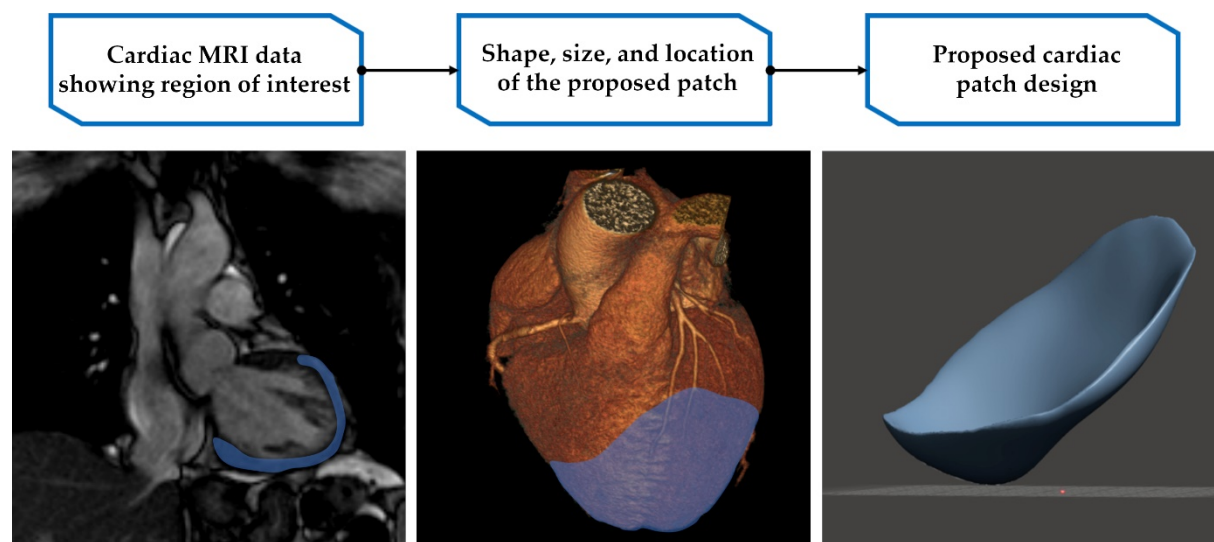 Cardiac MRI data
showing region of interest
Shape, size, and location
of the proposed patch
Proposed cardiac
patch design